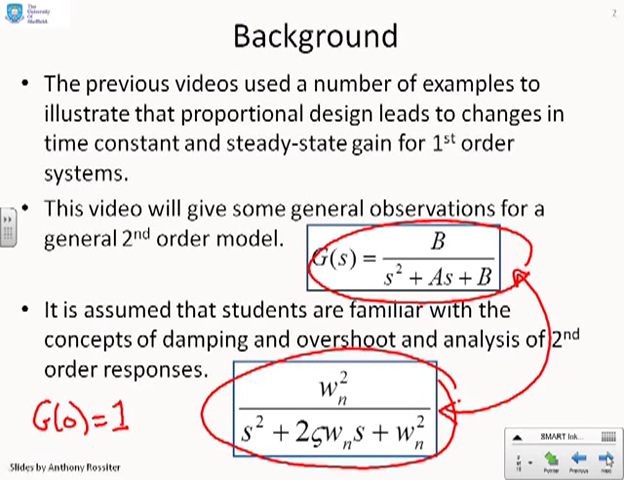 The
University
Of
Sheffield
2
Background
• The previous videos used a number of examples to
illustrate that proportional design leads to changes in
time constant and steady-state gain for 1st order
systems.
• This video will give some general observations for a
general 2nd order model.
G(s) = B / (s² + As + B)
• It is assumed that students are familiar with the
concepts of damping and overshoot and analysis of 2nd
order responses.
w_n² / (s² + 2ςw_n s + w_n²)
G(0)=1
Slides by Anthony Rossiter
SMART Ink...
Pointer Previous Next